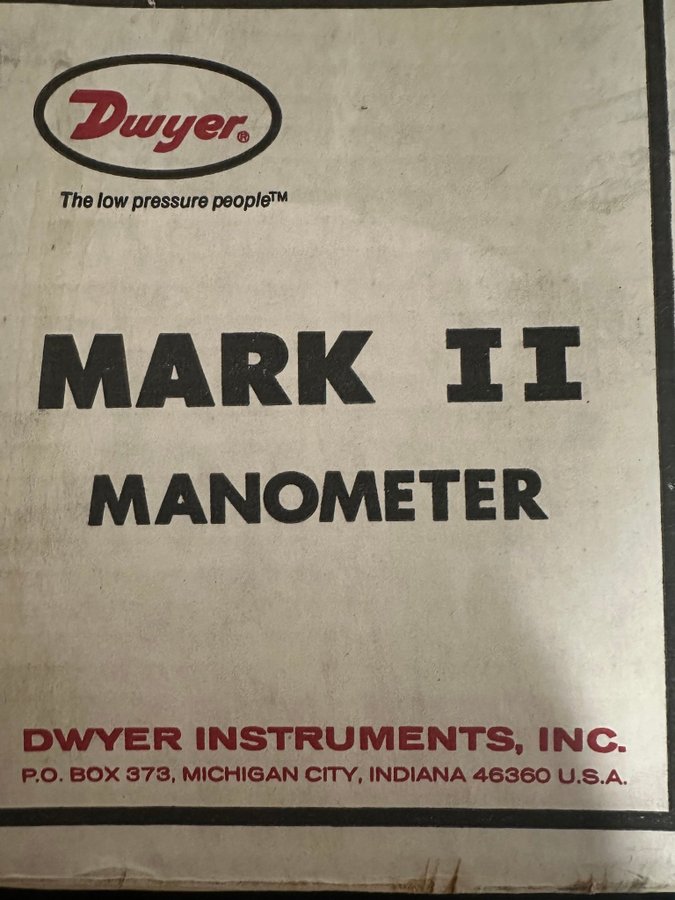 Dwyer®
The low pressure people™
MARK II
MANOMETER
DWYER INSTRUMENTS, INC.
P.O. BOX 373, MICHIGAN CITY, INDIANA 46360 U.S.A.